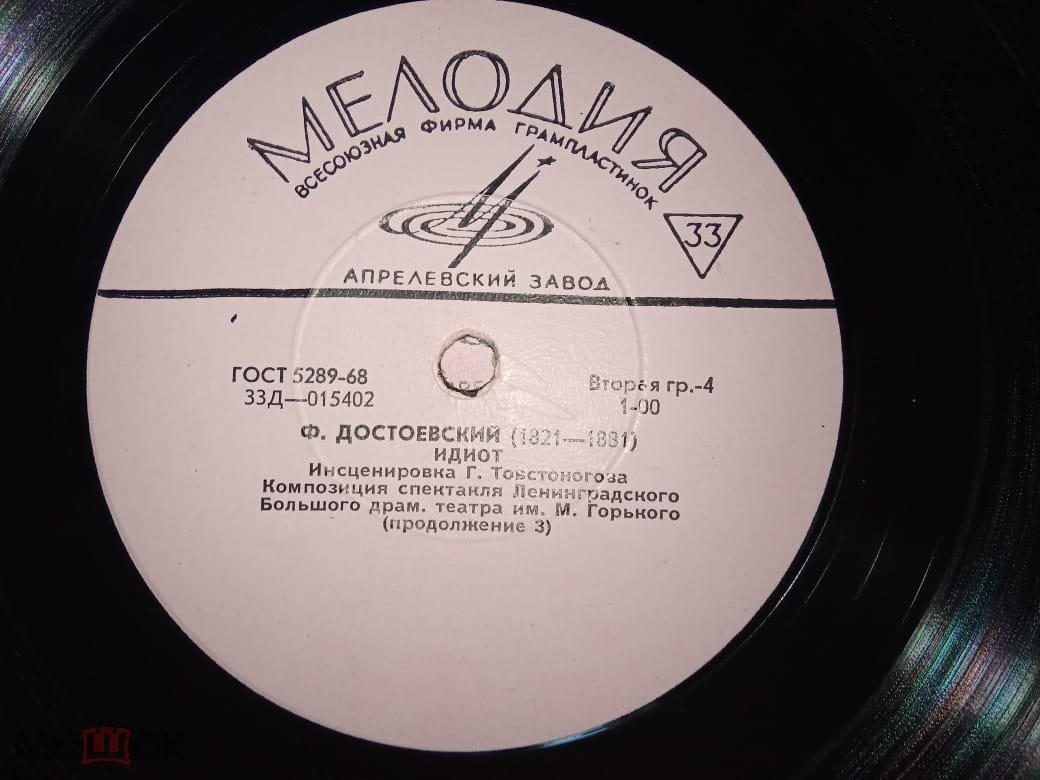 МЕЛОДИЯ
ВСЕСОЮЗНАЯ ФИРМА ГРАМПЛАСТИНОК
33
АПРЕЛЕВСКИЙ ЗАВОД
ГОСТ 5289-68
33Д—015402
Вторая гр.-4
1-00
Ф. ДОСТОЕВСКИЙ (1821—1881)
ИДИОТ
Инсценировка Г. Товстоногова
Композиция спектакля Ленинградского
Большого драм. театра им. М. Горького
(продолжение 3)
мешок